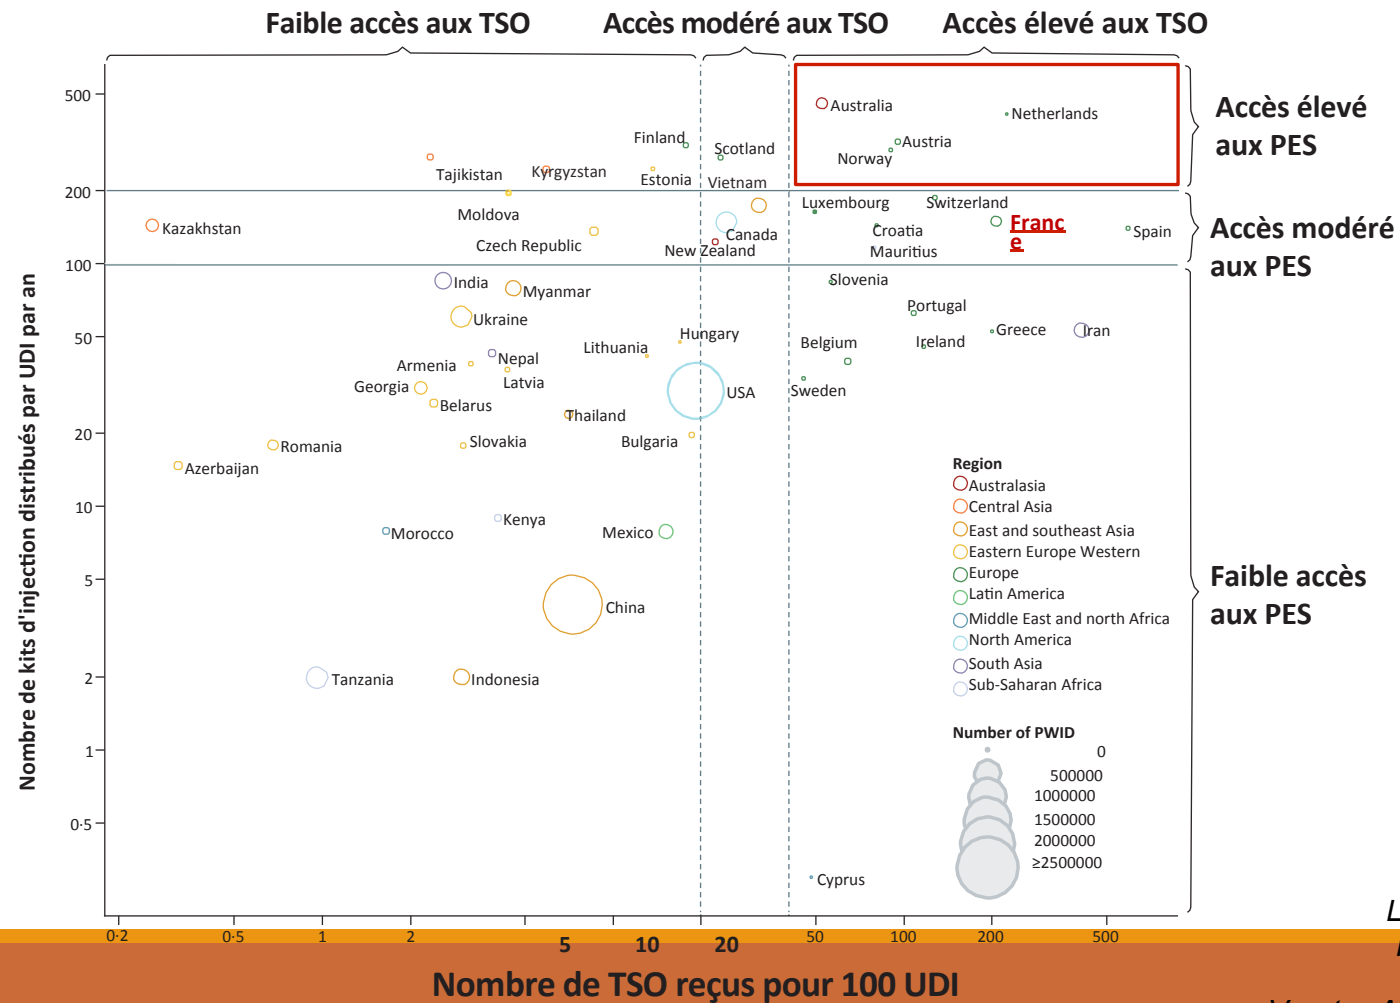 Faible accès aux TSO
Accès modéré aux TSO
Accès élevé aux TSO
Accès élevé
aux PES
Accès modéré
aux PES
Faible accès
aux PES
Nombre de kits d'injection distribués par UDI par an
500
200
100
50
20
10
5
2
1
0·5
Australia
Netherlands
Austria
Norway
Finland
Scotland
Tajikistan
Kyrgyzstan
Estonia
Vietnam
Luxembourg
Switzerland
Moldova
Kazakhstan
Czech Republic
Canada
New Zealand
Croatia
Mauritius
Franc
e
Spain
India
Myanmar
Slovenia
Ukraine
Portugal
Hungary
Lithuania
Belgium
Ireland
Greece
Iran
Armenia
Nepal
Latvia
Georgia
Belarus
USA
Sweden
Thailand
Romania
Slovakia
Bulgaria
Azerbaijan
Morocco
Kenya
Mexico
China
Tanzania
Indonesia
Cyprus
Region
Australasia
Central Asia
East and southeast Asia
Eastern Europe Western
Europe
Latin America
Middle East and north Africa
North America
South Asia
Sub-Saharan Africa
Number of PWID
0
500000
1000000
1500000
2000000
≥2500000
0·2
0·5
1
2
5
10
20
50
100
200
500
Nombre de TSO reçus pour 100 UDI